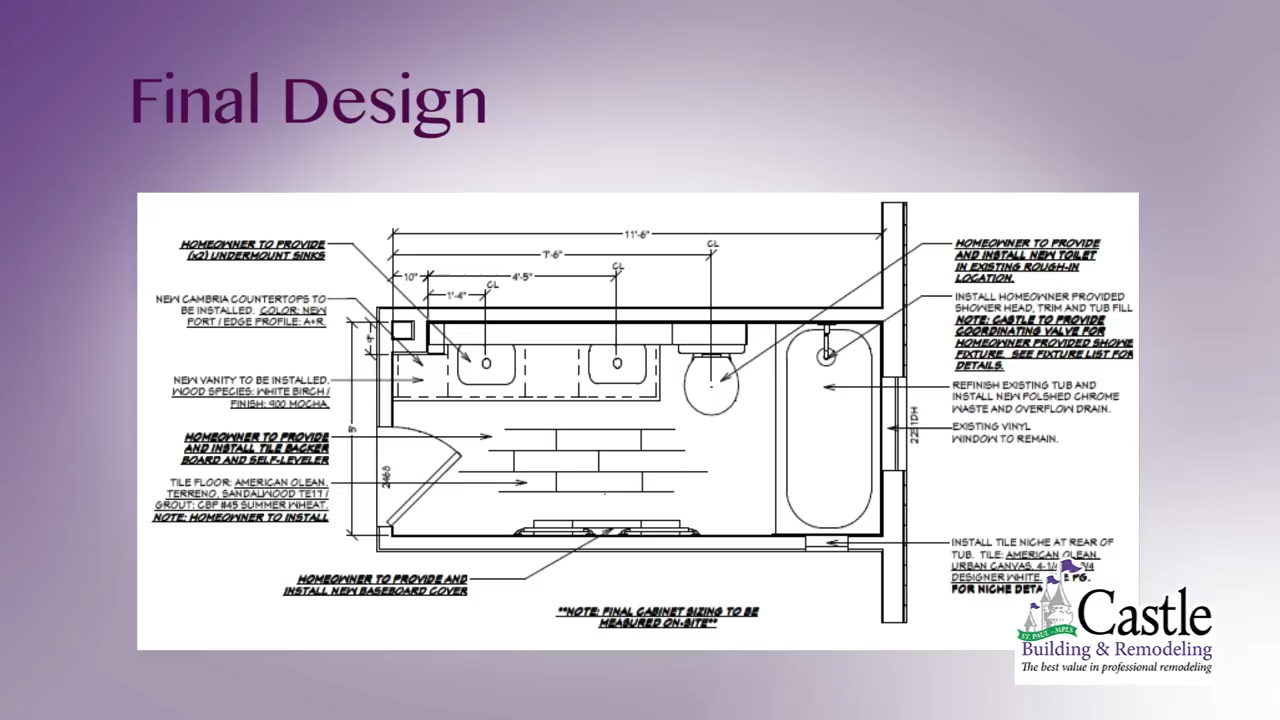 Final Design
11'-6"
7'-6"
CL
10"
4'-5"
CL
1'-4"
CL
HOMEOWNER TO PROVIDE
(x2) UNDERMOUNT SINKS
NEW CAMBRIA COUNTERTOPS TO
BE INSTALLED. COLOR: NEW
PORT / EDGE PROFILE: A+R.
9"
NEW VANITY TO BE INSTALLED.
WOOD SPECIES: WHITE BIRCH /
FINISH: 900 MOCHA.
HOMEOWNER TO PROVIDE
AND INSTALL TILE BACKER
BOARD AND SELF-LEVELER
5'
2468
TILE FLOOR: AMERICAN OLEAN.
TERRENO, SANDALWOOD TE17 /
GROUT: CBP #45 SUMMER WHEAT.
NOTE: HOMEOWNER TO INSTALL
HOMEOWNER TO PROVIDE AND
INSTALL NEW BASEBOARD COVER
**NOTE: FINAL CABINET SIZING TO BE
MEASURED ON-SITE**
HOMEOWNER TO PROVIDE
AND INSTALL NEW TOILET
IN EXISTING ROUGH-IN
LOCATION.
INSTALL HOMEOWNER PROVIDED
SHOWER HEAD, TRIM AND TUB FILL
NOTE: CASTLE TO PROVIDE
COORDINATING VALVE FOR
HOMEOWNER PROVIDED SHOWE
FIXTURE. SEE FIXTURE LIST FOR
DETAILS.
REFINISH EXISTING TUB AND
INSTALL NEW POLSHED CHROME
WASTE AND OVERFLOW DRAIN.
EXISTING VINYL
WINDOW TO REMAIN.
INSTALL TILE NICHE AT REAR OF
TUB. TILE: AMERICAN OLEAN.
URBAN CANVAS, 4-1/4
DESIGNER WHITE. PG.
FOR NICHE DETA
ST. PAUL - MPLS
Castle
Building & Remodeling
The best value in professional remodeling